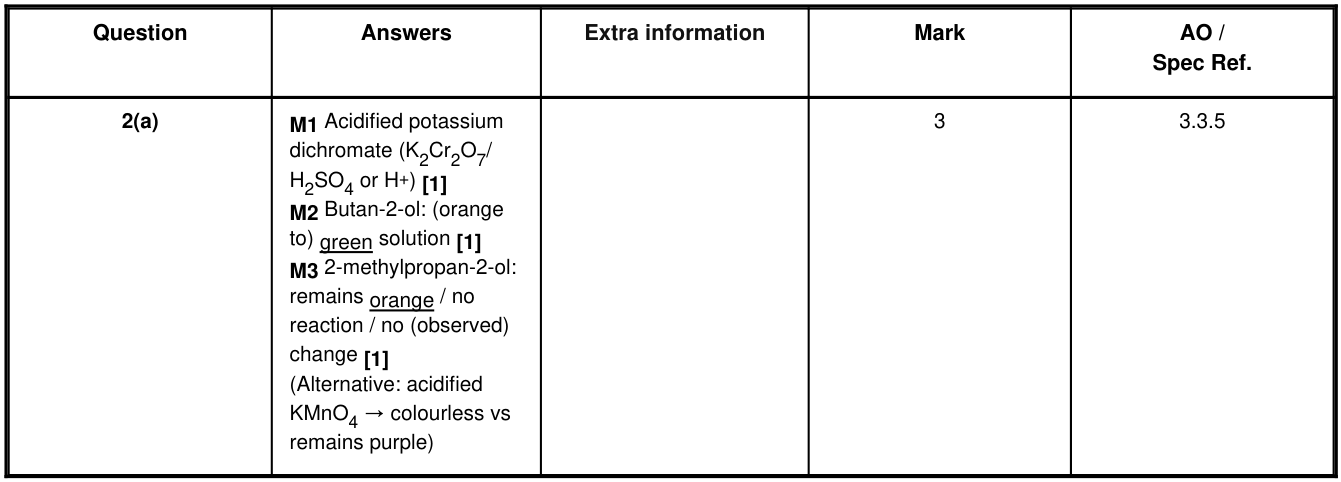 Question Answers Extra information Mark AO /
Spec Ref.
2(a) M1 Acidified potassium 3 3.3.5
dichromate (K2Cr2O7/
H2SO4 or H+) [1]
M2 Butan-2-ol: (orange
to) green solution [1]
M3 2-methylpropan-2-ol:
remains orange / no
reaction / no (observed)
change [1]
(Alternative: acidified
KMnO4 → colourless vs
remains purple)